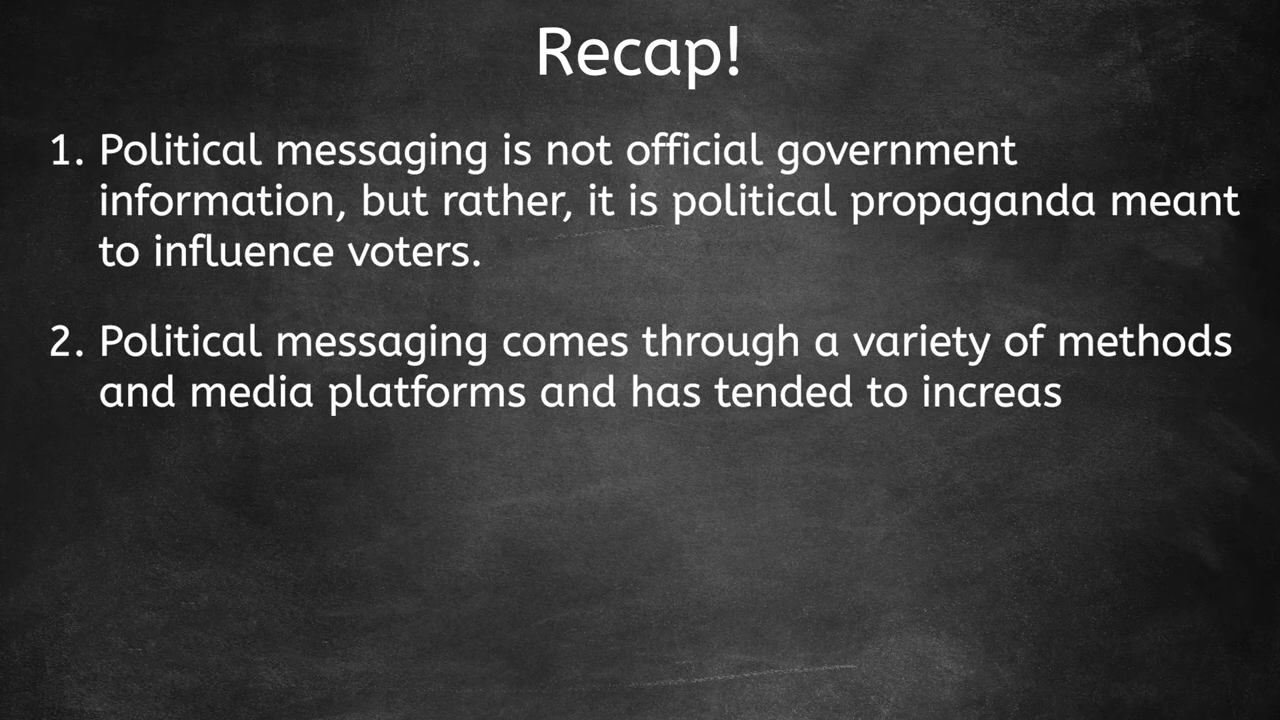 Recap!
1. Political messaging is not official government
information, but rather, it is political propaganda meant
to influence voters.
2. Political messaging comes through a variety of methods
and media platforms and has tended to increas